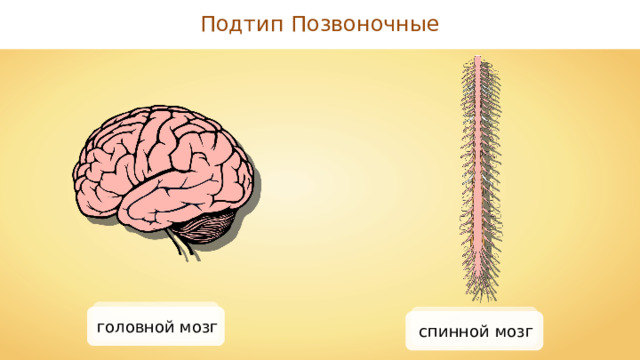 Подтип Позвоночные
головной мозг
спинной мозг